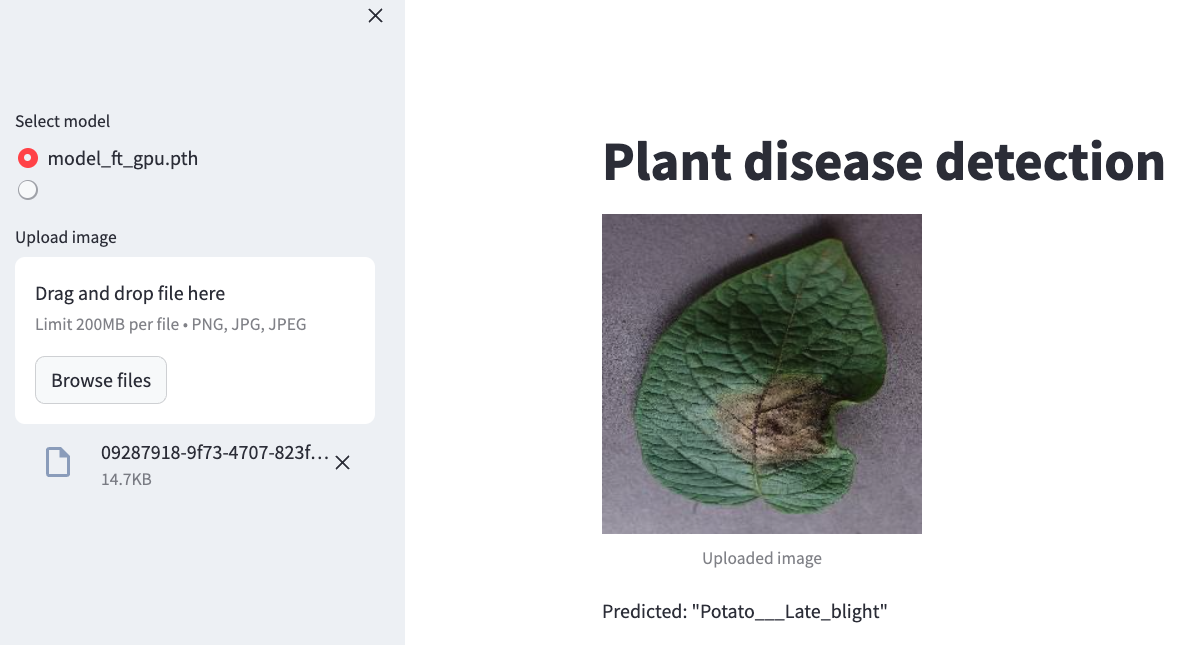 Select model
model_ft_gpu.pth
Upload image
Drag and drop file here
Limit 200MB per file • PNG, JPG, JPEG
Browse files
09287918-9f73-4707-823f...
14.7KB
Plant disease detection
Uploaded image
Predicted: "Potato___Late_blight"